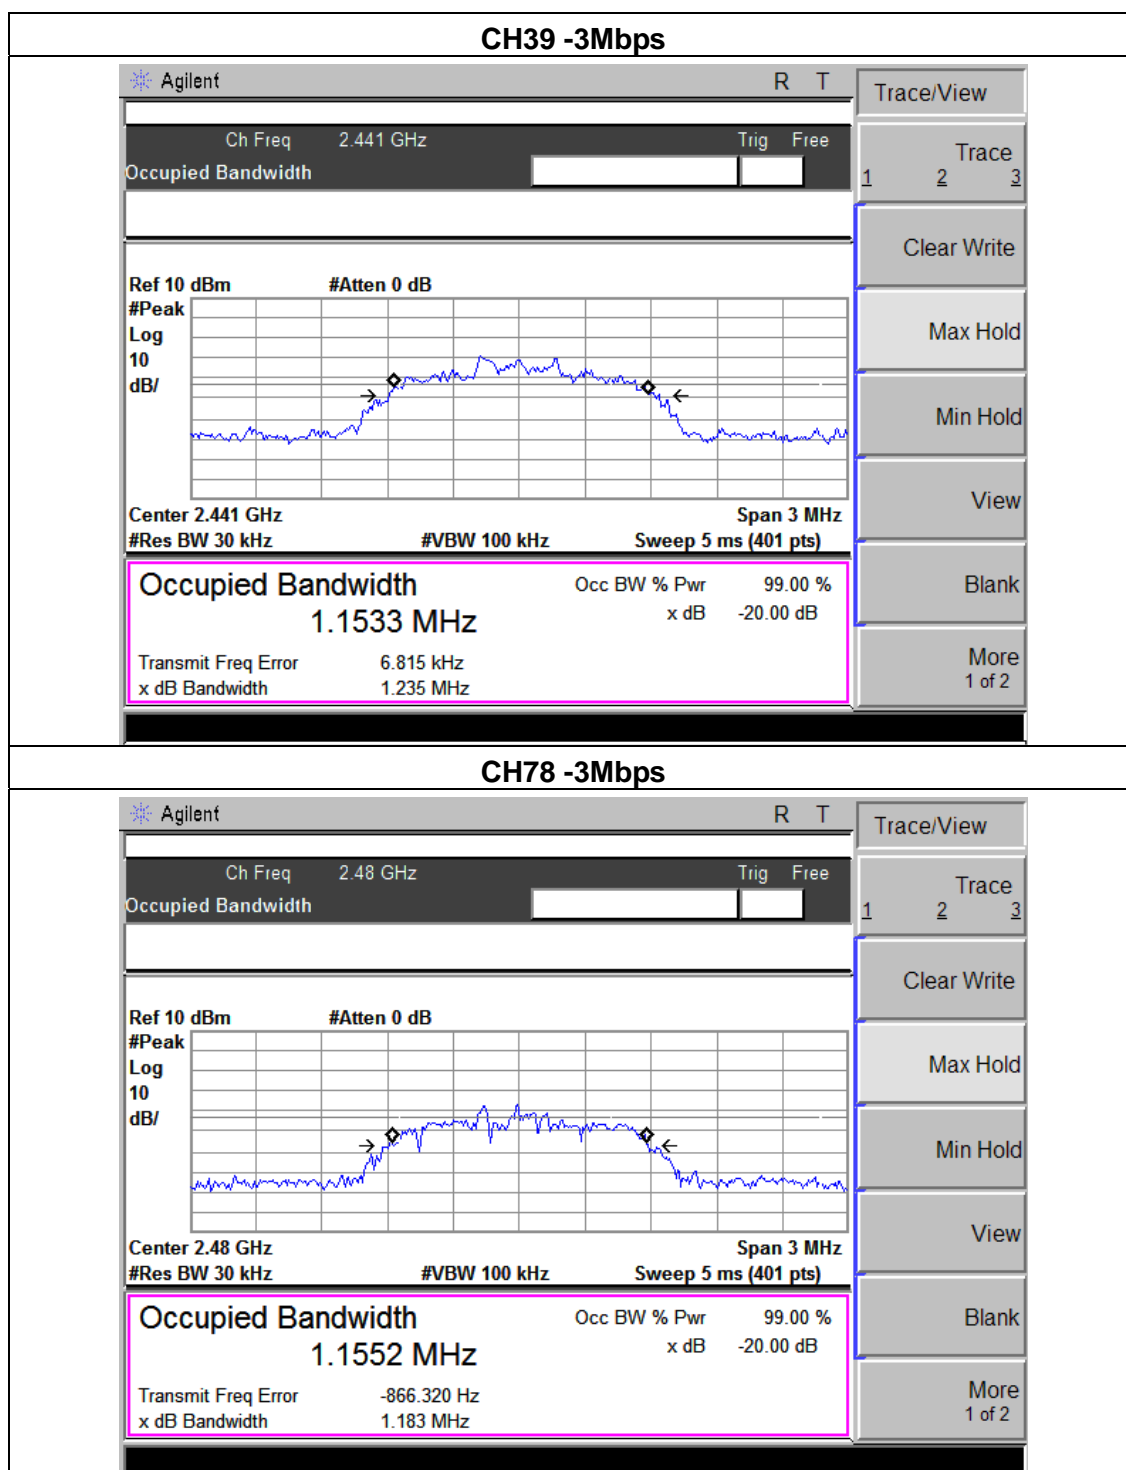 CH39 -3Mbps
Agilent R T
Trace/View
Ch Freq 2.441 GHz Trig Free
Occupied Bandwidth
Trace
1 2 3
Clear Write
Ref 10 dBm #Atten 0 dB
#Peak
Log
10
dB/
Max Hold
Min Hold
View
Center 2.441 GHz Span 3 MHz
#Res BW 30 kHz #VBW 100 kHz Sweep 5 ms (401 pts)
Occupied Bandwidth Occ BW % Pwr 99.00 %
1.1533 MHz x dB -20.00 dB
Blank
Transmit Freq Error 6.815 kHz
x dB Bandwidth 1.235 MHz
More
1 of 2
CH78 -3Mbps
Agilent R T
Trace/View
Ch Freq 2.48 GHz Trig Free
Occupied Bandwidth
Trace
1 2 3
Clear Write
Ref 10 dBm #Atten 0 dB
#Peak
Log
10
dB/
Max Hold
Min Hold
View
Center 2.48 GHz Span 3 MHz
#Res BW 30 kHz #VBW 100 kHz Sweep 5 ms (401 pts)
Occupied Bandwidth Occ BW % Pwr 99.00 %
1.1552 MHz x dB -20.00 dB
Blank
Transmit Freq Error -866.320 Hz
x dB Bandwidth 1.183 MHz
More
1 of 2